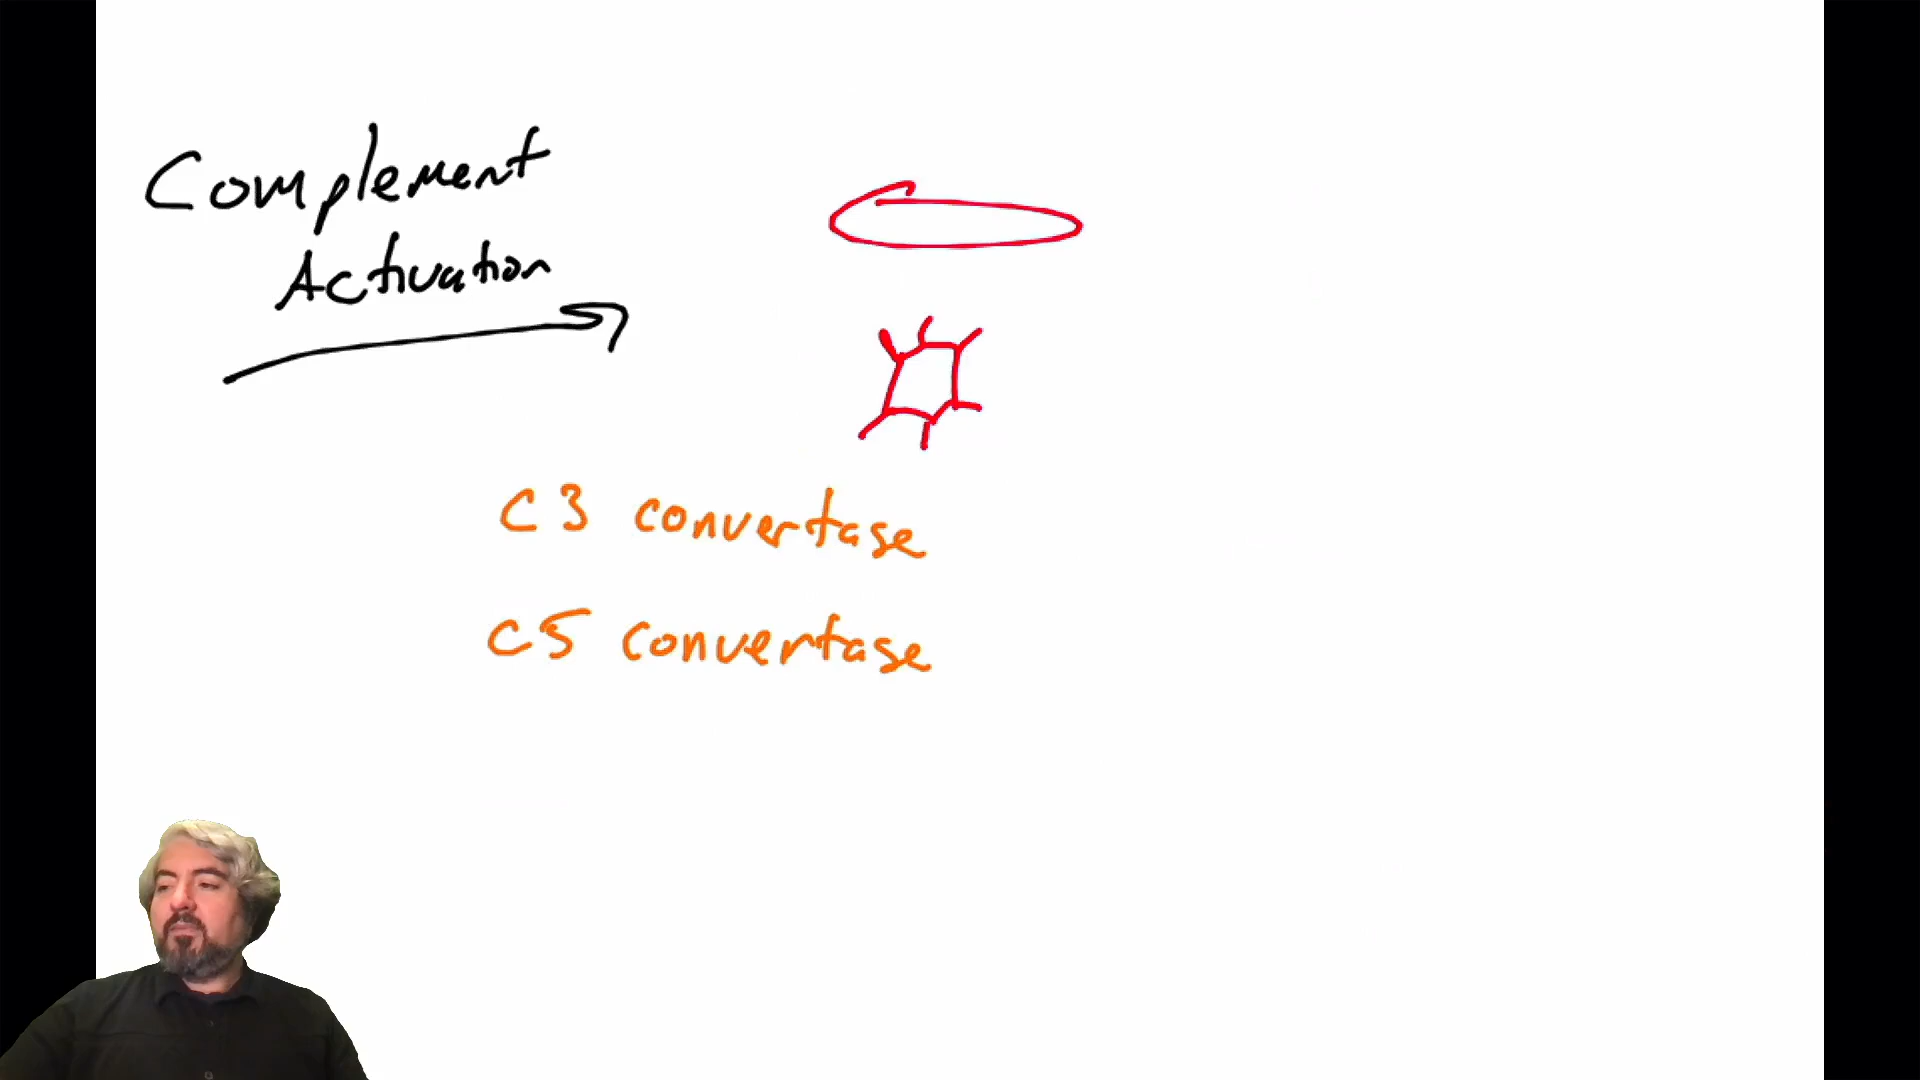 Complement
Activation
C3 convertase
C5 convertase